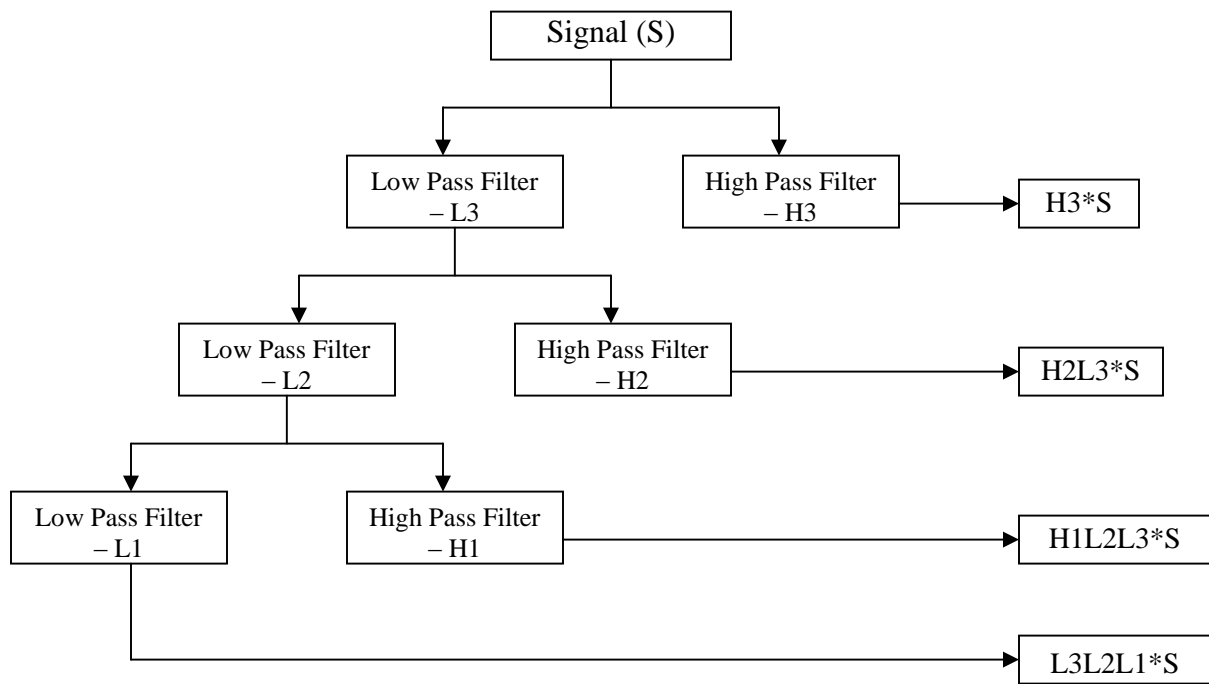 Signal (S)
Low Pass Filter
– L3
High Pass Filter
– H3
H3*S
Low Pass Filter
– L2
High Pass Filter
– H2
H2L3*S
Low Pass Filter
– L1
High Pass Filter
– H1
H1L2L3*S
L3L2L1*S